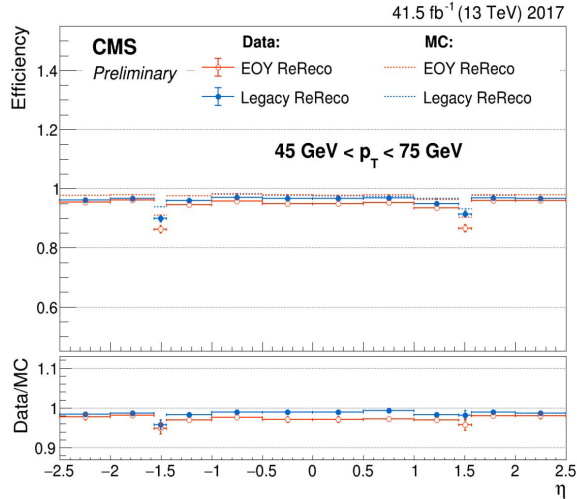 41.5 fb⁻¹ (13 TeV) 2017
Efficiency
CMS
Preliminary
Data:
MC:
EOY ReReco
EOY ReReco
Legacy ReReco
Legacy ReReco
45 GeV < p_T < 75 GeV
1.4
1.2
1
0.8
0.6
Data/MC
1.1
1
0.9
−2.5 −2 −1.5 −1 −0.5 0 0.5 1 1.5 2 2.5
η